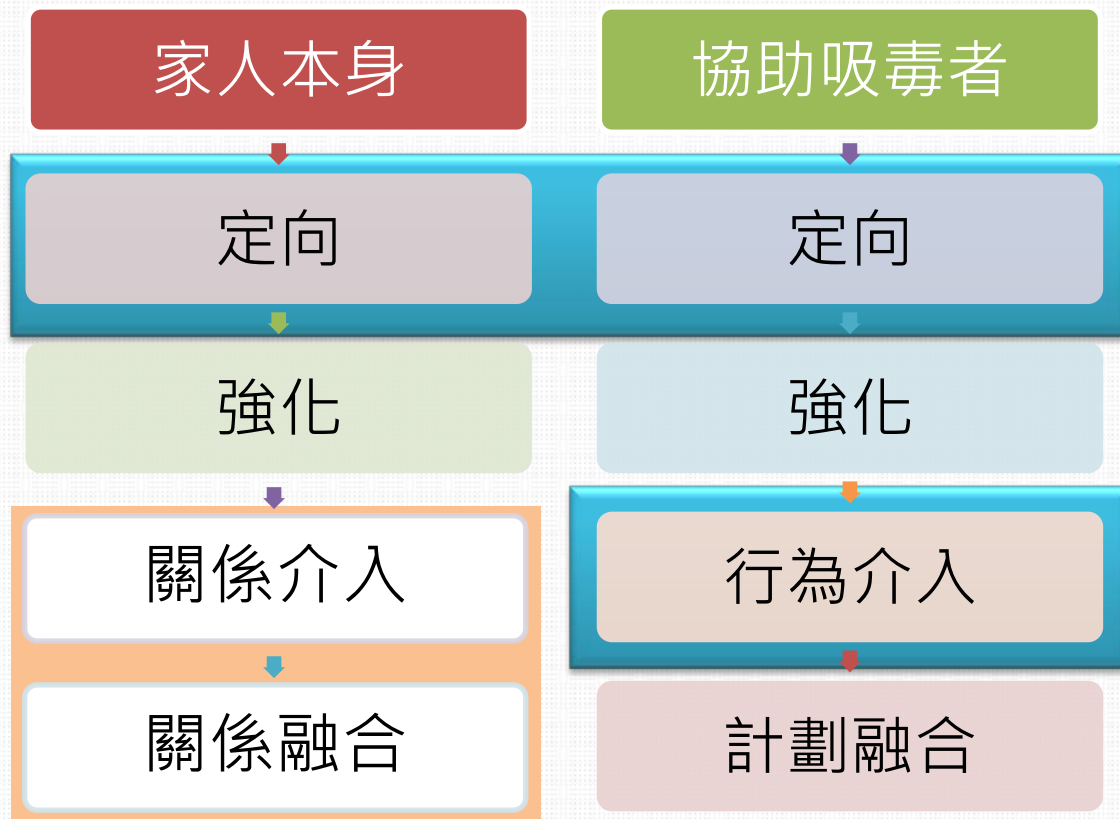 家人本身
協助吸毒者
定向
定向
強化
強化
關係介入
行為介入
關係融合
計劃融合